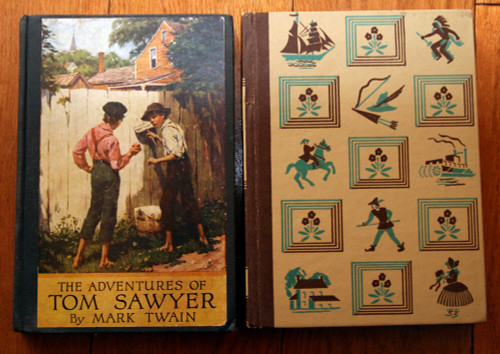 THE ADVENTURES OF
TOM SAWYER
By MARK TWAIN